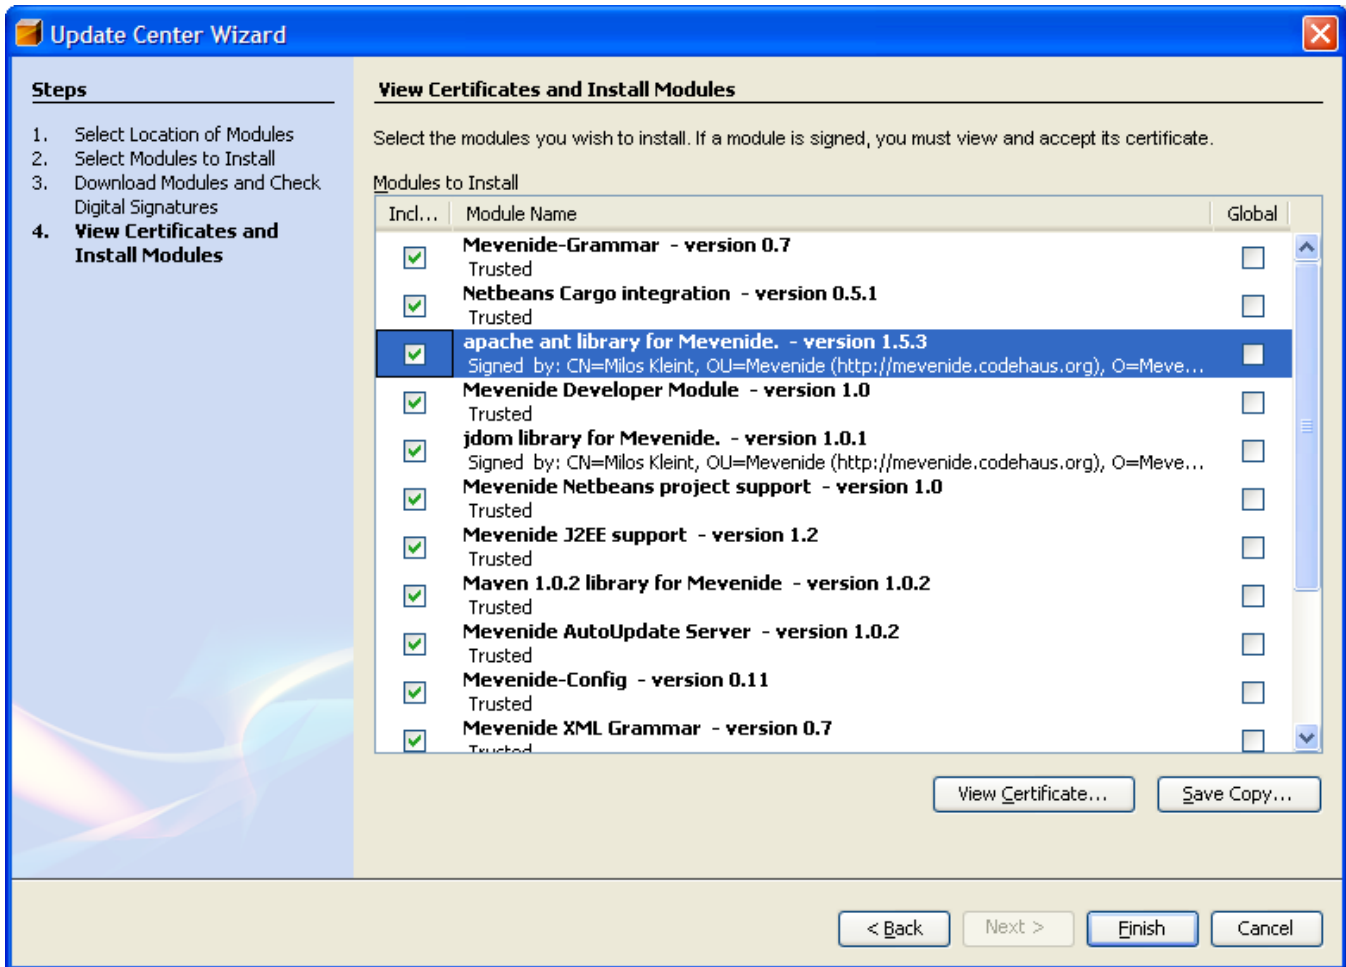 Update Center Wizard
Steps
1. Select Location of Modules
2. Select Modules to Install
3. Download Modules and Check
Digital Signatures
4. View Certificates and
Install Modules
View Certificates and Install Modules
Select the modules you wish to install. If a module is signed, you must view and accept its certificate.
Modules to Install
Incl... Module Name Global
Mevenide-Grammar - version 0.7
Trusted
Netbeans Cargo integration - version 0.5.1
Trusted
apache ant library for Mevenide. - version 1.5.3
Signed by: CN=Milos Kleint, OU=Mevenide (http://mevenide.codehaus.org), O=Meve...
Mevenide Developer Module - version 1.0
Trusted
jdom library for Mevenide. - version 1.0.1
Signed by: CN=Milos Kleint, OU=Mevenide (http://mevenide.codehaus.org), O=Meve...
Mevenide Netbeans project support - version 1.0
Trusted
Mevenide J2EE support - version 1.2
Trusted
Maven 1.0.2 library for Mevenide - version 1.0.2
Trusted
Mevenide AutoUpdate Server - version 1.0.2
Trusted
Mevenide-Config - version 0.11
Trusted
Mevenide XML Grammar - version 0.7
Trusted
View Certificate... Save Copy...
< Back Next > Finish Cancel